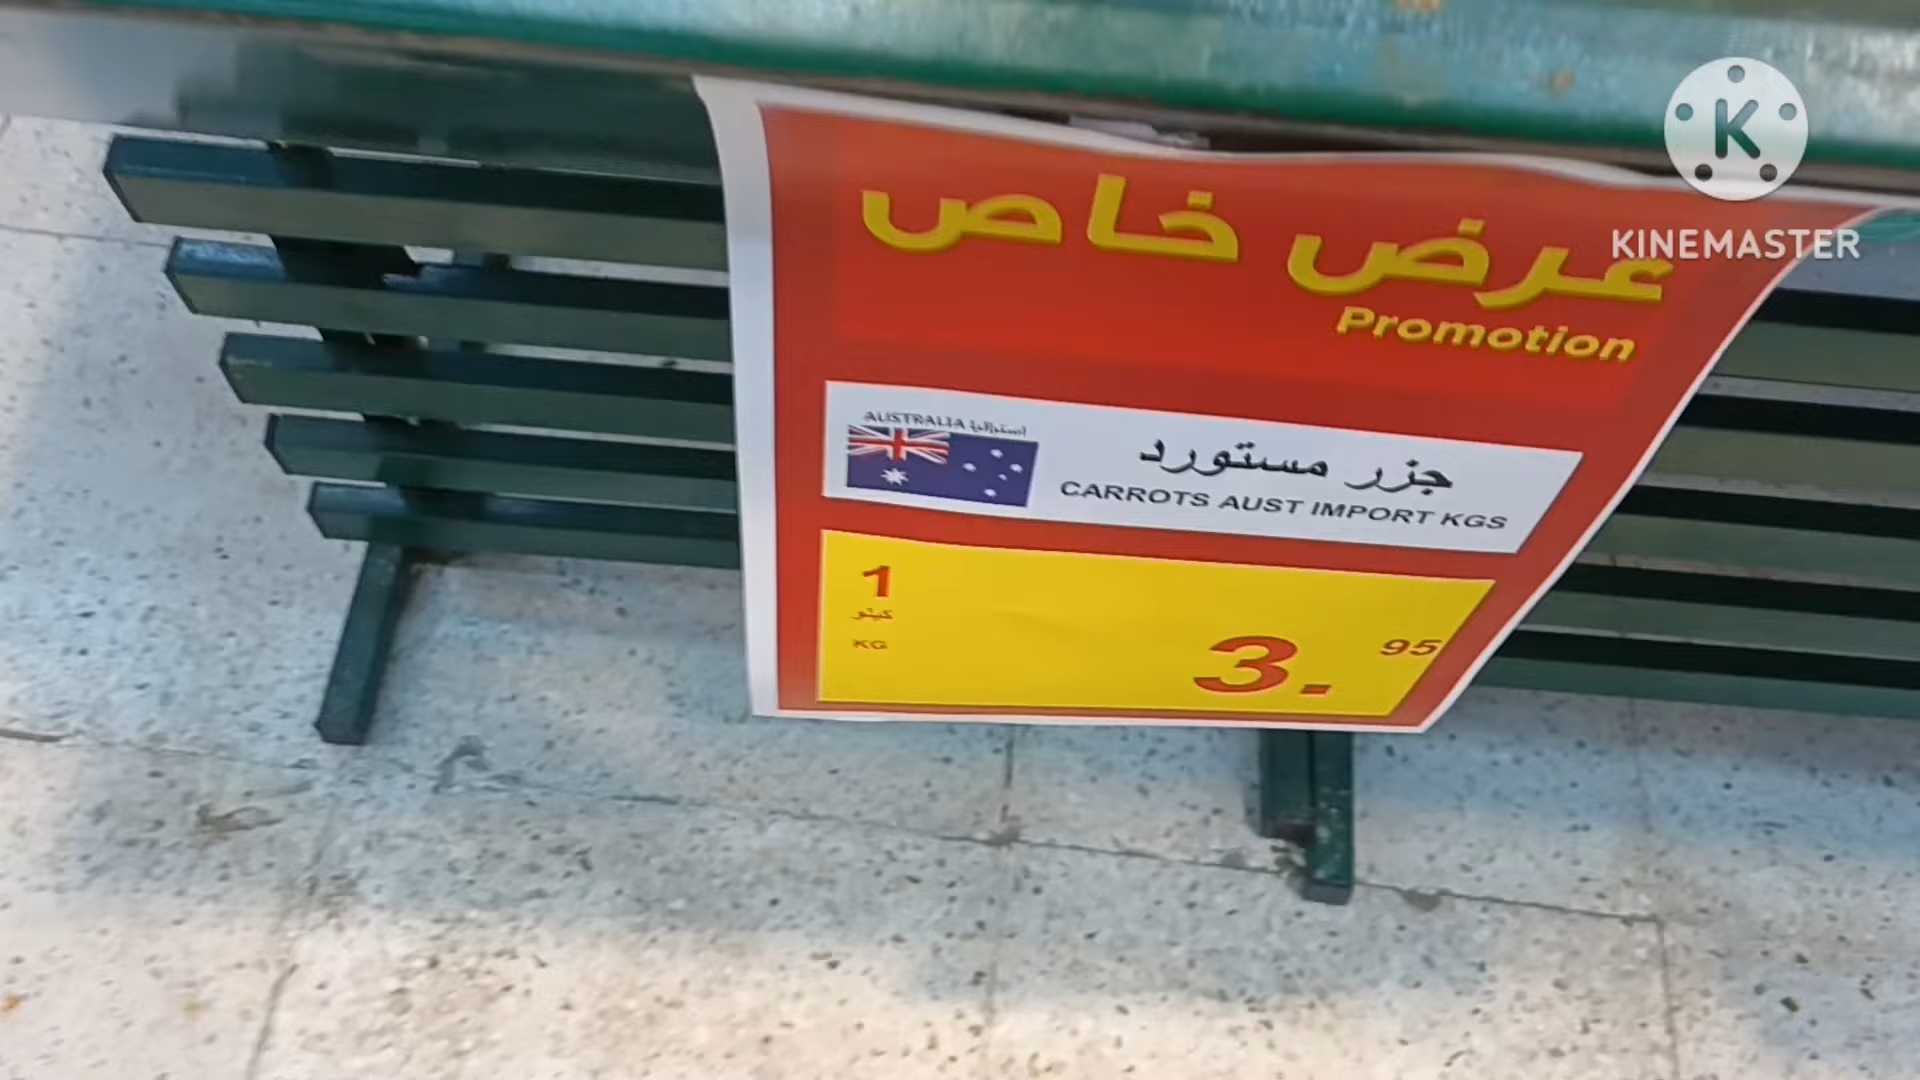 K
KINEMASTER
عرض خاص
Promotion
AUSTRALIA استراليا
جزر مستورد
CARROTS AUST IMPORT KGS
1
كيلو
KG
3.95